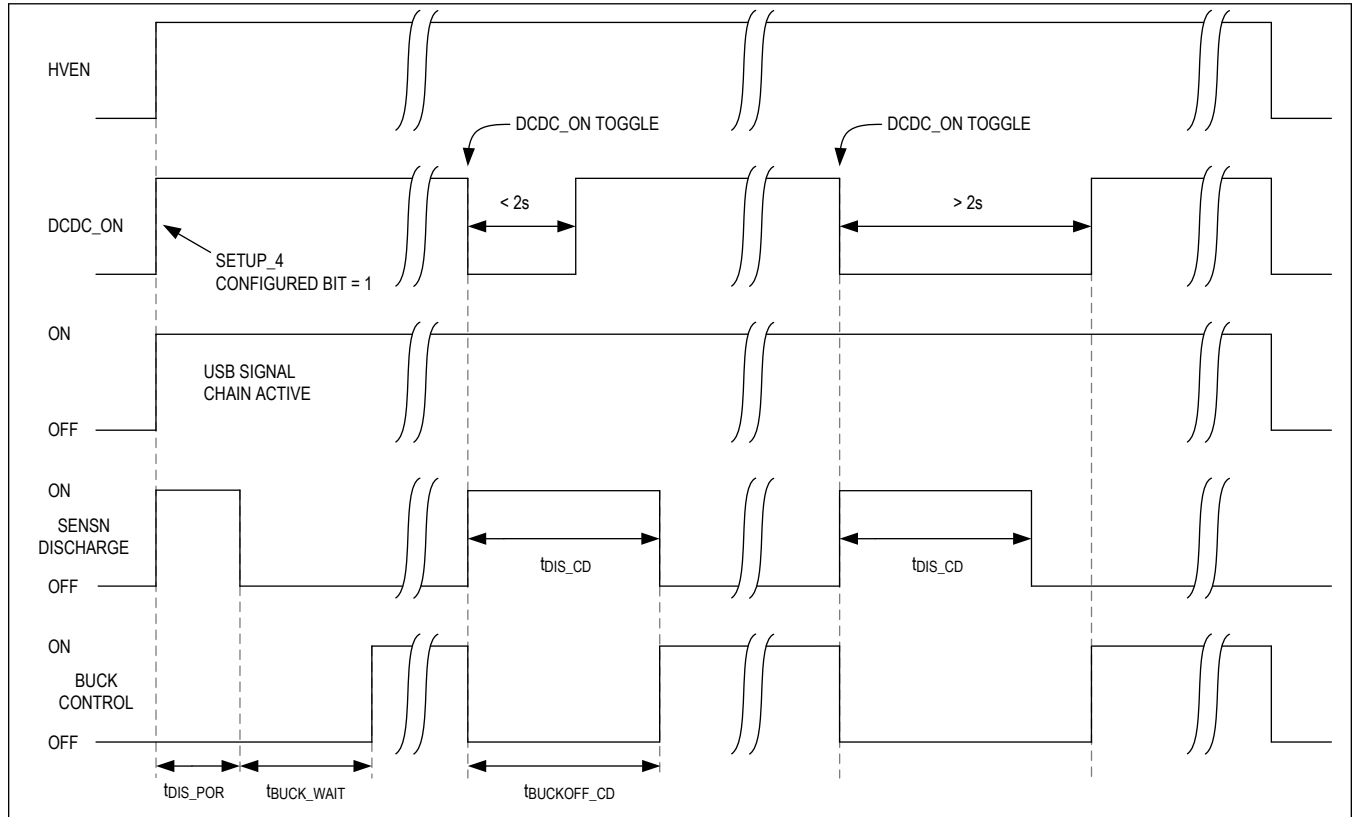 HVEN
DCDC_ON TOGGLE
DCDC_ON TOGGLE
DCDC_ON
< 2s
> 2s
SETUP_4
CONFIGURED BIT = 1
ON
USB SIGNAL
CHAIN ACTIVE
OFF
ON
SENSN
DISCHARGE
tDIS_CD
tDIS_CD
OFF
ON
BUCK
CONTROL
OFF
tDIS_POR
tBUCK_WAIT
tBUCKOFF_CD